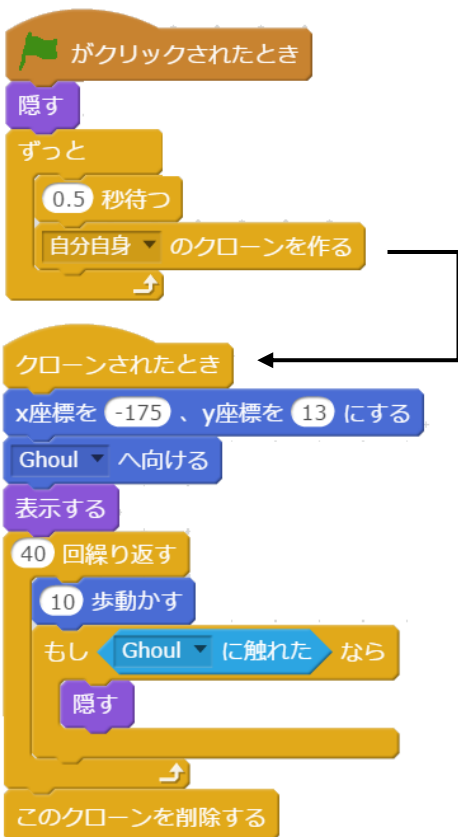 がクリックされたとき
隠す
ずっと
0.5 秒待つ
自分自身 のクローンを作る
クローンされたとき
x座標を -175 、y座標を 13 にする
Ghoul へ向ける
表示する
40 回繰り返す
10 歩動かす
もし Ghoul に触れた なら
隠す
このクローンを削除する